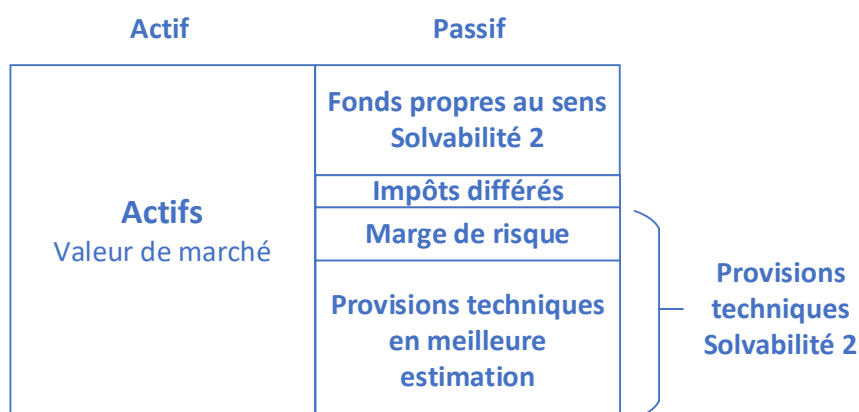 Actif
Passif
Fonds propres au sens
Solvabilité 2
Impôts différés
Actifs
Valeur de marché
Marge de risque
Provisions techniques
en meilleure
estimation
Provisions
techniques
Solvabilité 2